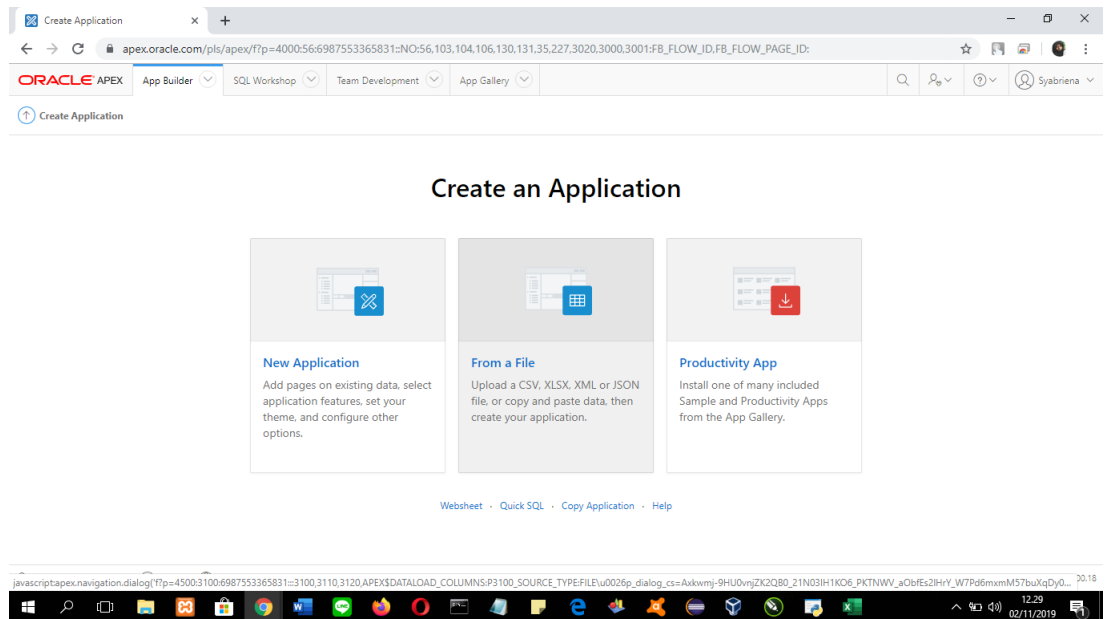 Create Application
apex.oracle.com/pls/apex/f?p=4000:56:6987553365831::NO:56,103,104,106,130,131,35,227,3020,3000,3001:FB_FLOW_ID,FB_FLOW_PAGE_ID:
ORACLE APEX App Builder SQL Workshop Team Development App Gallery Syabriena
Create Application
Create an Application
New Application
Add pages on existing data, select
application features, set your
theme, and configure other
options.
From a File
Upload a CSV, XLSX, XML or JSON
file, or copy and paste data, then
create your application.
Productivity App
Install one of many included
Sample and Productivity Apps
from the App Gallery.
Websheet · Quick SQL · Copy Application · Help
javascript:apex.navigation.dialog('f?p=4500:3100:6987553365831:::3100,3110,3120,APEX$DATALOAD_COLUMNS:P3100_SOURCE_TYPE:FILE\u0026p_dialog_cs=Axkwmj-9HU0vnjZK2QB0_21N03IH1KO6_PKTNWV_aObfEs2IHrY_W7Pd6mxmM57buXqDy0...
00.18
12.29
02/11/2019